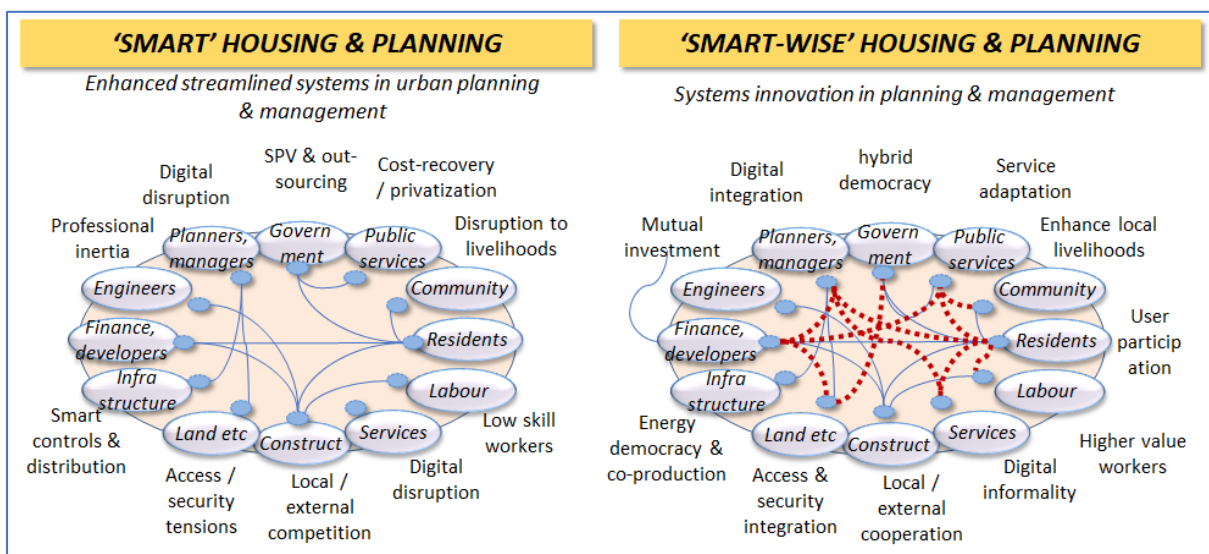 ‘SMART’ HOUSING & PLANNING
Enhanced streamlined systems in urban planning
& management
Digital
disruption
SPV & out-
sourcing
Cost-recovery
/ privatization
Professional
inertia
Disruption to
livelihoods
Planners,
managers
Govern
ment
Public
services
Engineers
Community
Finance,
developers
Residents
Infra
structure
Labour
Land etc
Construct
Services
Smart
controls &
distribution
Low skill
workers
Access /
security
tensions
Local /
external
competition
Digital
disruption
‘SMART-WISE’ HOUSING & PLANNING
Systems innovation in planning & management
Digital
integration
hybrid
democracy
Service
adaptation
Mutual
investment
Enhance local
livelihoods
Planners,
managers
Govern
ment
Public
services
Engineers
Community
Finance,
developers
Residents
User
particip
ation
Infra
structure
Labour
Land etc
Construct
Services
Energy
democracy &
co-production
Higher value
workers
Access &
security
integration
Local /
external
cooperation
Digital
informality